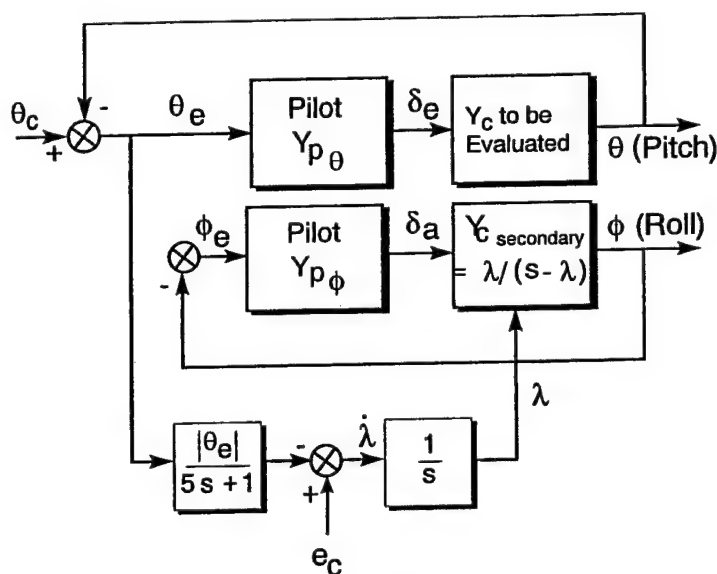 θc
+
-
θe
Pilot
Ypθ
δe
Yc to be
Evaluated
θ (Pitch)
ϕe
-
Pilot
Ypϕ
δa
Yc secondary
= λ/(s-λ)
ϕ (Roll)
λ
|θe|
5s+1
-
+
λ̇
1
s
ec